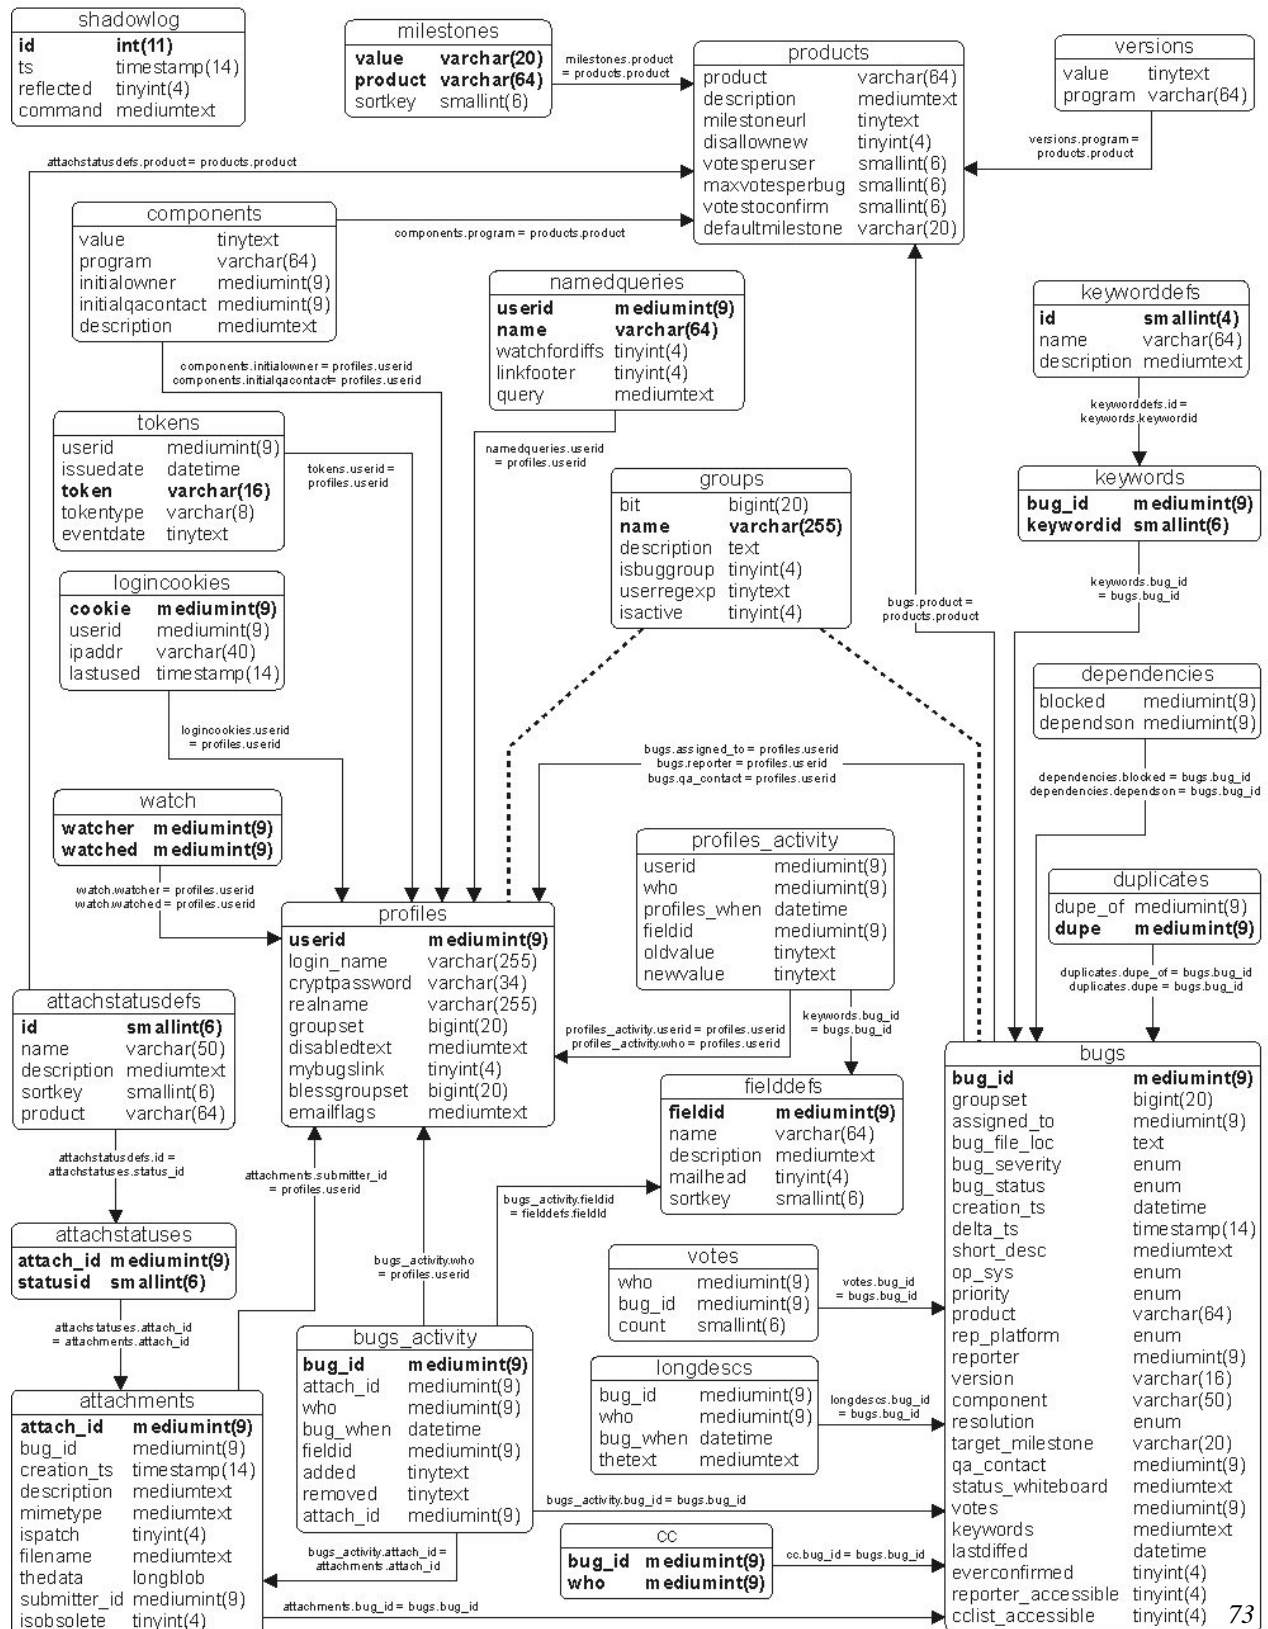 shadowlog
id int(11)
ts timestamp(14)
reflected tinyint(4)
command mediumtext
milestones
value varchar(20)
product varchar(64)
sortkey smallint(6)
milestones.product
= products.product
products
product varchar(64)
description mediumtext
milestoneurl tinytext
disallownew tinyint(4)
votesperuser smallint(6)
maxvotesperbug smallint(6)
votestoconfirm smallint(6)
defaultmilestone varchar(20)
versions
value tinytext
program varchar(64)
versions.program =
products.product
attachstatusdefs.product = products.product
components
value tinytext
program varchar(64)
initialowner mediumint(9)
initialqacontact mediumint(9)
description mediumtext
components.program = products.product
components.initialowner = profiles.userid
components.initialqacontact= profiles.userid
namedqueries
userid mediumint(9)
name varchar(64)
watchfordiffs tinyint(4)
linkfooter tinyint(4)
query mediumtext
namedqueries.userid
= profiles.userid
keyworddefs
id smallint(4)
name varchar(64)
description mediumtext
keyworddefs.id =
keywords.keywordid
tokens
userid mediumint(9)
issuedate datetime
token varchar(16)
tokentype varchar(8)
eventdate tinytext
tokens.userid =
profiles.userid
groups
bit bigint(20)
name varchar(255)
description text
isbuggroup tinyint(4)
userregexp tinytext
isactive tinyint(4)
keywords
bug_id mediumint(9)
keywordid smallint(6)
keywords.bug_id
= bugs.bug_id
bugs.product =
products.product
logincookies
cookie mediumint(9)
userid mediumint(9)
ipaddr varchar(40)
lastused timestamp(14)
logincookies.userid
= profiles.userid
dependencies
blocked mediumint(9)
dependson mediumint(9)
dependencies.blocked = bugs.bug_id
dependencies.dependson = bugs.bug_id
bugs.assigned_to = profiles.userid
bugs.reporter = profiles.userid
bugs.qa_contact = profiles.userid
watch
watcher mediumint(9)
watched mediumint(9)
watch.watcher = profiles.userid
watch.watched = profiles.userid
profiles_activity
userid mediumint(9)
who mediumint(9)
profiles_when datetime
fieldid mediumint(9)
oldvalue tinytext
newvalue tinytext
profiles_activity.userid = profiles.userid
profiles_activity.who = profiles.userid
keywords.bug_id
= bugs.bug_id
duplicates
dupe_of mediumint(9)
dupe mediumint(9)
duplicates.dupe_of = bugs.bug_id
duplicates.dupe = bugs.bug_id
profiles
userid mediumint(9)
login_name varchar(255)
cryptpassword varchar(34)
realname varchar(255)
groupset bigint(20)
disabledtext mediumtext
mybugslink tinyint(4)
blessgroupset bigint(20)
emailflags mediumtext
attachstatusdefs
id smallint(6)
name varchar(50)
description mediumtext
sortkey smallint(6)
product varchar(64)
attachstatusdefs.id =
attachstatuses.status_id
attachments.submitter_id
= profiles.userid
fielddefs
fieldid mediumint(9)
name varchar(64)
description mediumtext
mailhead tinyint(4)
sortkey smallint(6)
bugs_activity.fieldid
= fielddefs.fieldId
attachstatuses
attach_id mediumint(9)
statusid smallint(6)
attachstatuses.attach_id
= attachments.attach_id
bugs_activity.who
= profiles.userid
votes
who mediumint(9)
bug_id mediumint(9)
count smallint(6)
votes.bug_id
= bugs.bug_id
longdescs
bug_id mediumint(9)
who mediumint(9)
bug_when datetime
thetext mediumtext
longdescs.bug_id
= bugs.bug_id
bugs_activity
bug_id mediumint(9)
attach_id mediumint(9)
who mediumint(9)
bug_when datetime
fieldid mediumint(9)
added tinytext
removed tinytext
attach_id mediumint(9)
bugs_activity.bug_id = bugs.bug_id
bugs_activity.attach_id =
attachments.attach_id
cc
bug_id mediumint(9)
who mediumint(9)
cc.bug_id = bugs.bug_id
attachments
attach_id mediumint(9)
bug_id mediumint(9)
creation_ts timestamp(14)
description mediumtext
mimetype mediumtext
ispatch tinyint(4)
filename mediumtext
thedata longblob
submitter_id mediumint(9)
isobsolete tinyint(4)
attachments.bug_id = bugs.bug_id
bugs
bug_id mediumint(9)
groupset bigint(20)
assigned_to mediumint(9)
bug_file_loc text
bug_severity enum
bug_status enum
creation_ts datetime
delta_ts timestamp(14)
short_desc mediumtext
op_sys enum
priority enum
product varchar(64)
rep_platform enum
reporter mediumint(9)
version varchar(16)
component varchar(50)
resolution enum
target_milestone varchar(20)
qa_contact mediumint(9)
status_whiteboard mediumtext
votes mediumint(9)
keywords mediumtext
lastdiffed datetime
everconfirmed tinyint(4)
reporter_accessible tinyint(4)
cclist_accessible tinyint(4)
73